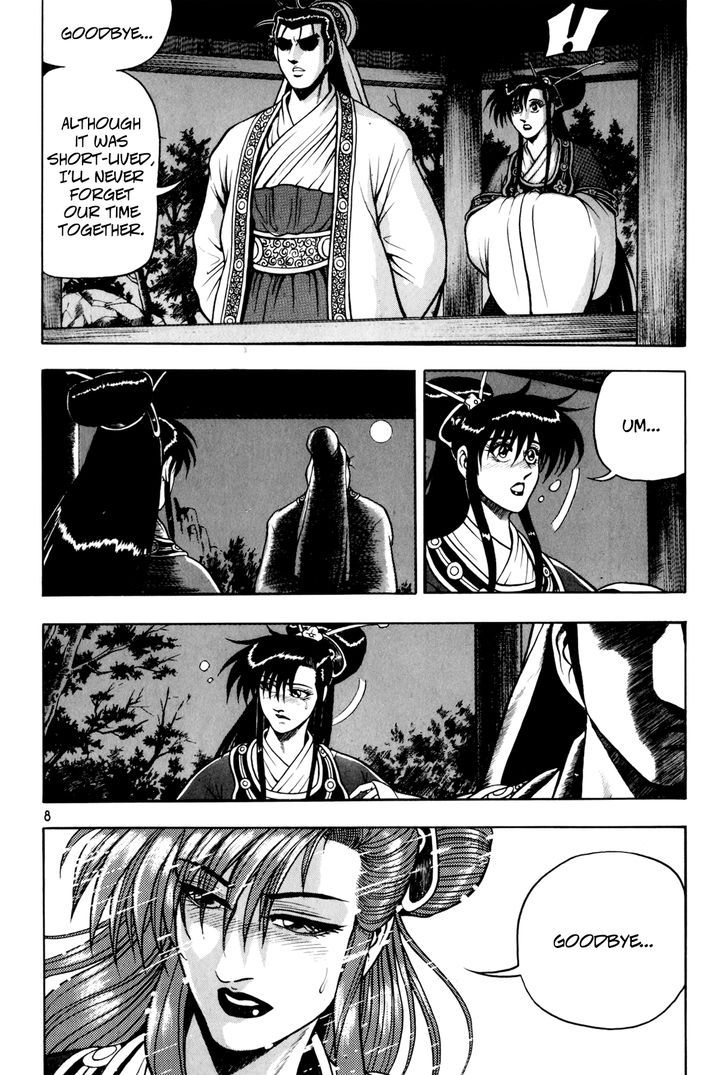 GOODBYE...
ALTHOUGH
IT WAS
SHORT-LIVED,
I'LL NEVER
FORGET
OUR TIME
TOGETHER.
!!
UM...
8
GOODBYE...